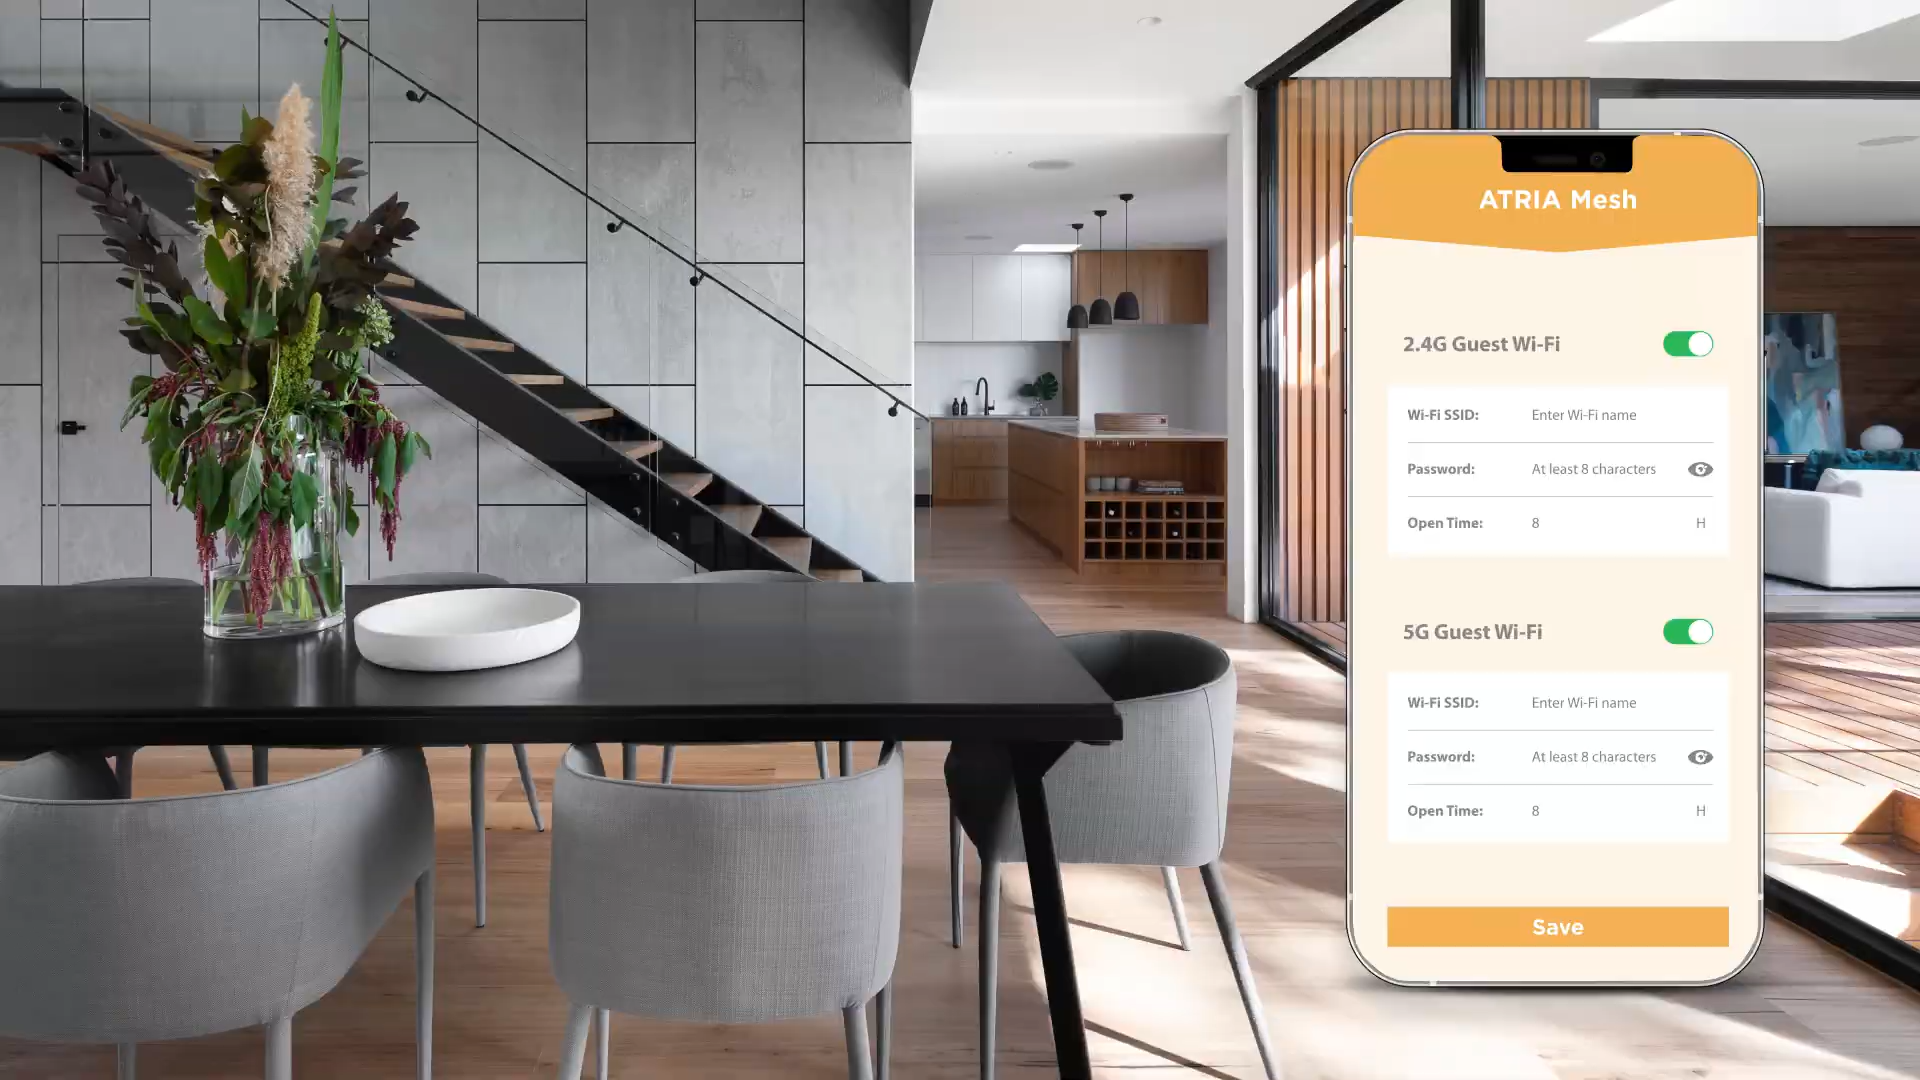 ATRIA Mesh
2.4G Guest Wi-Fi
Wi-Fi SSID: Enter Wi-Fi name
Password: At least 8 characters
Open Time: 8 H
5G Guest Wi-Fi
Wi-Fi SSID: Enter Wi-Fi name
Password: At least 8 characters
Open Time: 8 H
Save